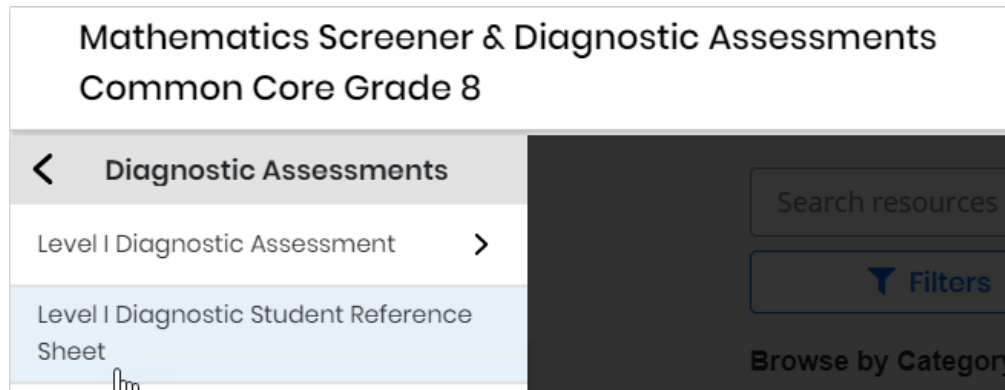 Mathematics Screener & Diagnostic Assessments
Common Core Grade 8
Diagnostic Assessments
Level I Diagnostic Assessment
Level I Diagnostic Student Reference
Sheet
Search resources
Filters
Browse by Category